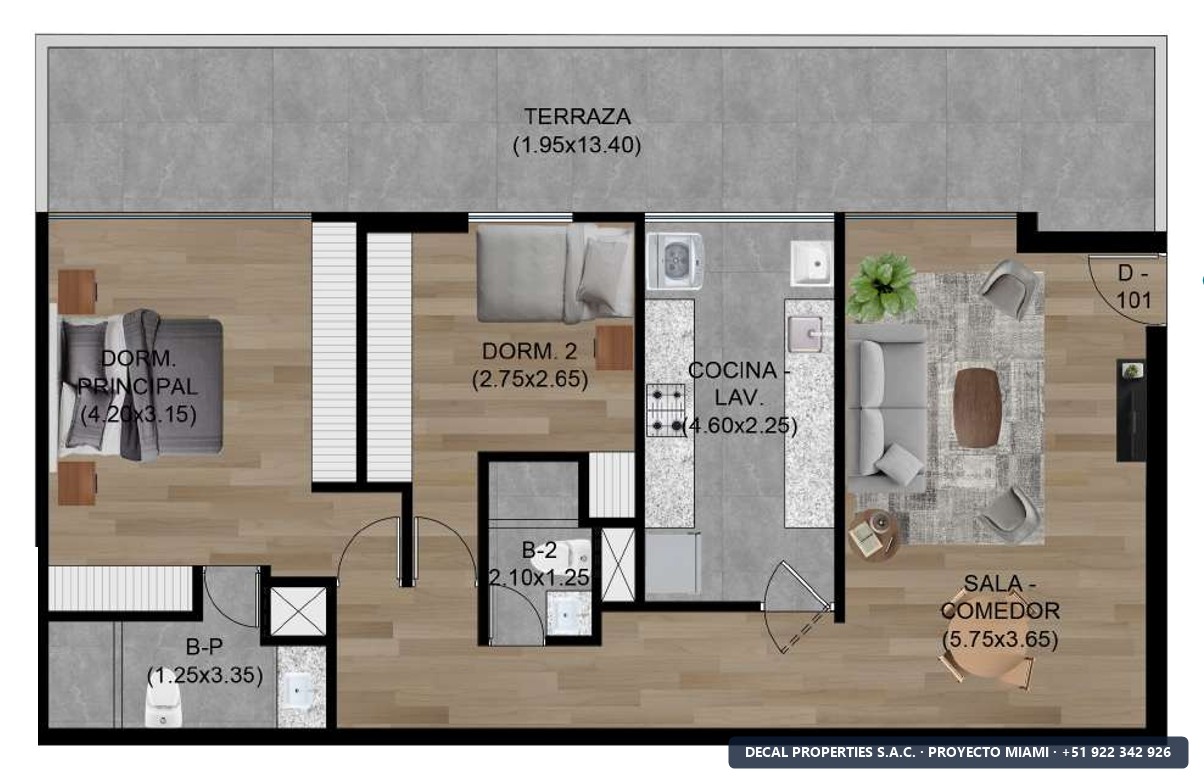 TERRAZA
(1.95x13.40)
D -
101
DORM.
PRINCIPAL
(4.20x3.15)
DORM. 2
(2.75x2.65)
COCINA -
LAV.
(4.60x2.25)
B-2
2.10x1.25
SALA -
COMEDOR
(5.75x3.65)
B-P
(1.25x3.35)
DECAL PROPERTIES S.A.C. · PROYECTO MIAMI · +51 922 342 926